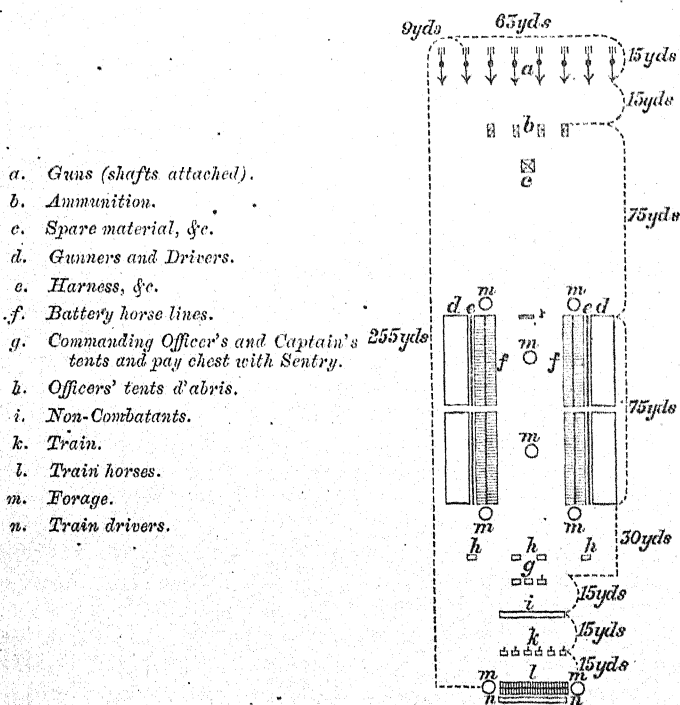 9yds 63yds
15yds
a
15yds
b
c
75yds
a. Guns (shafts attached).
b. Ammunition.
c. Spare material, &c.
d. Gunners and Drivers.
e. Harness, &c.
f. Battery horse lines.
g. Commanding Officer's and Captain's
tents and pay chest with Sentry.
h. Officers' tents d'abris.
i. Non-Combatants.
k. Train.
l. Train horses.
m. Forage.
n. Train drivers.
255yds
m m
d e e d
m
f f
75yds
m
m m
h h h
30yds
g
15yds
i
15yds
k
15yds
l
m m
n n